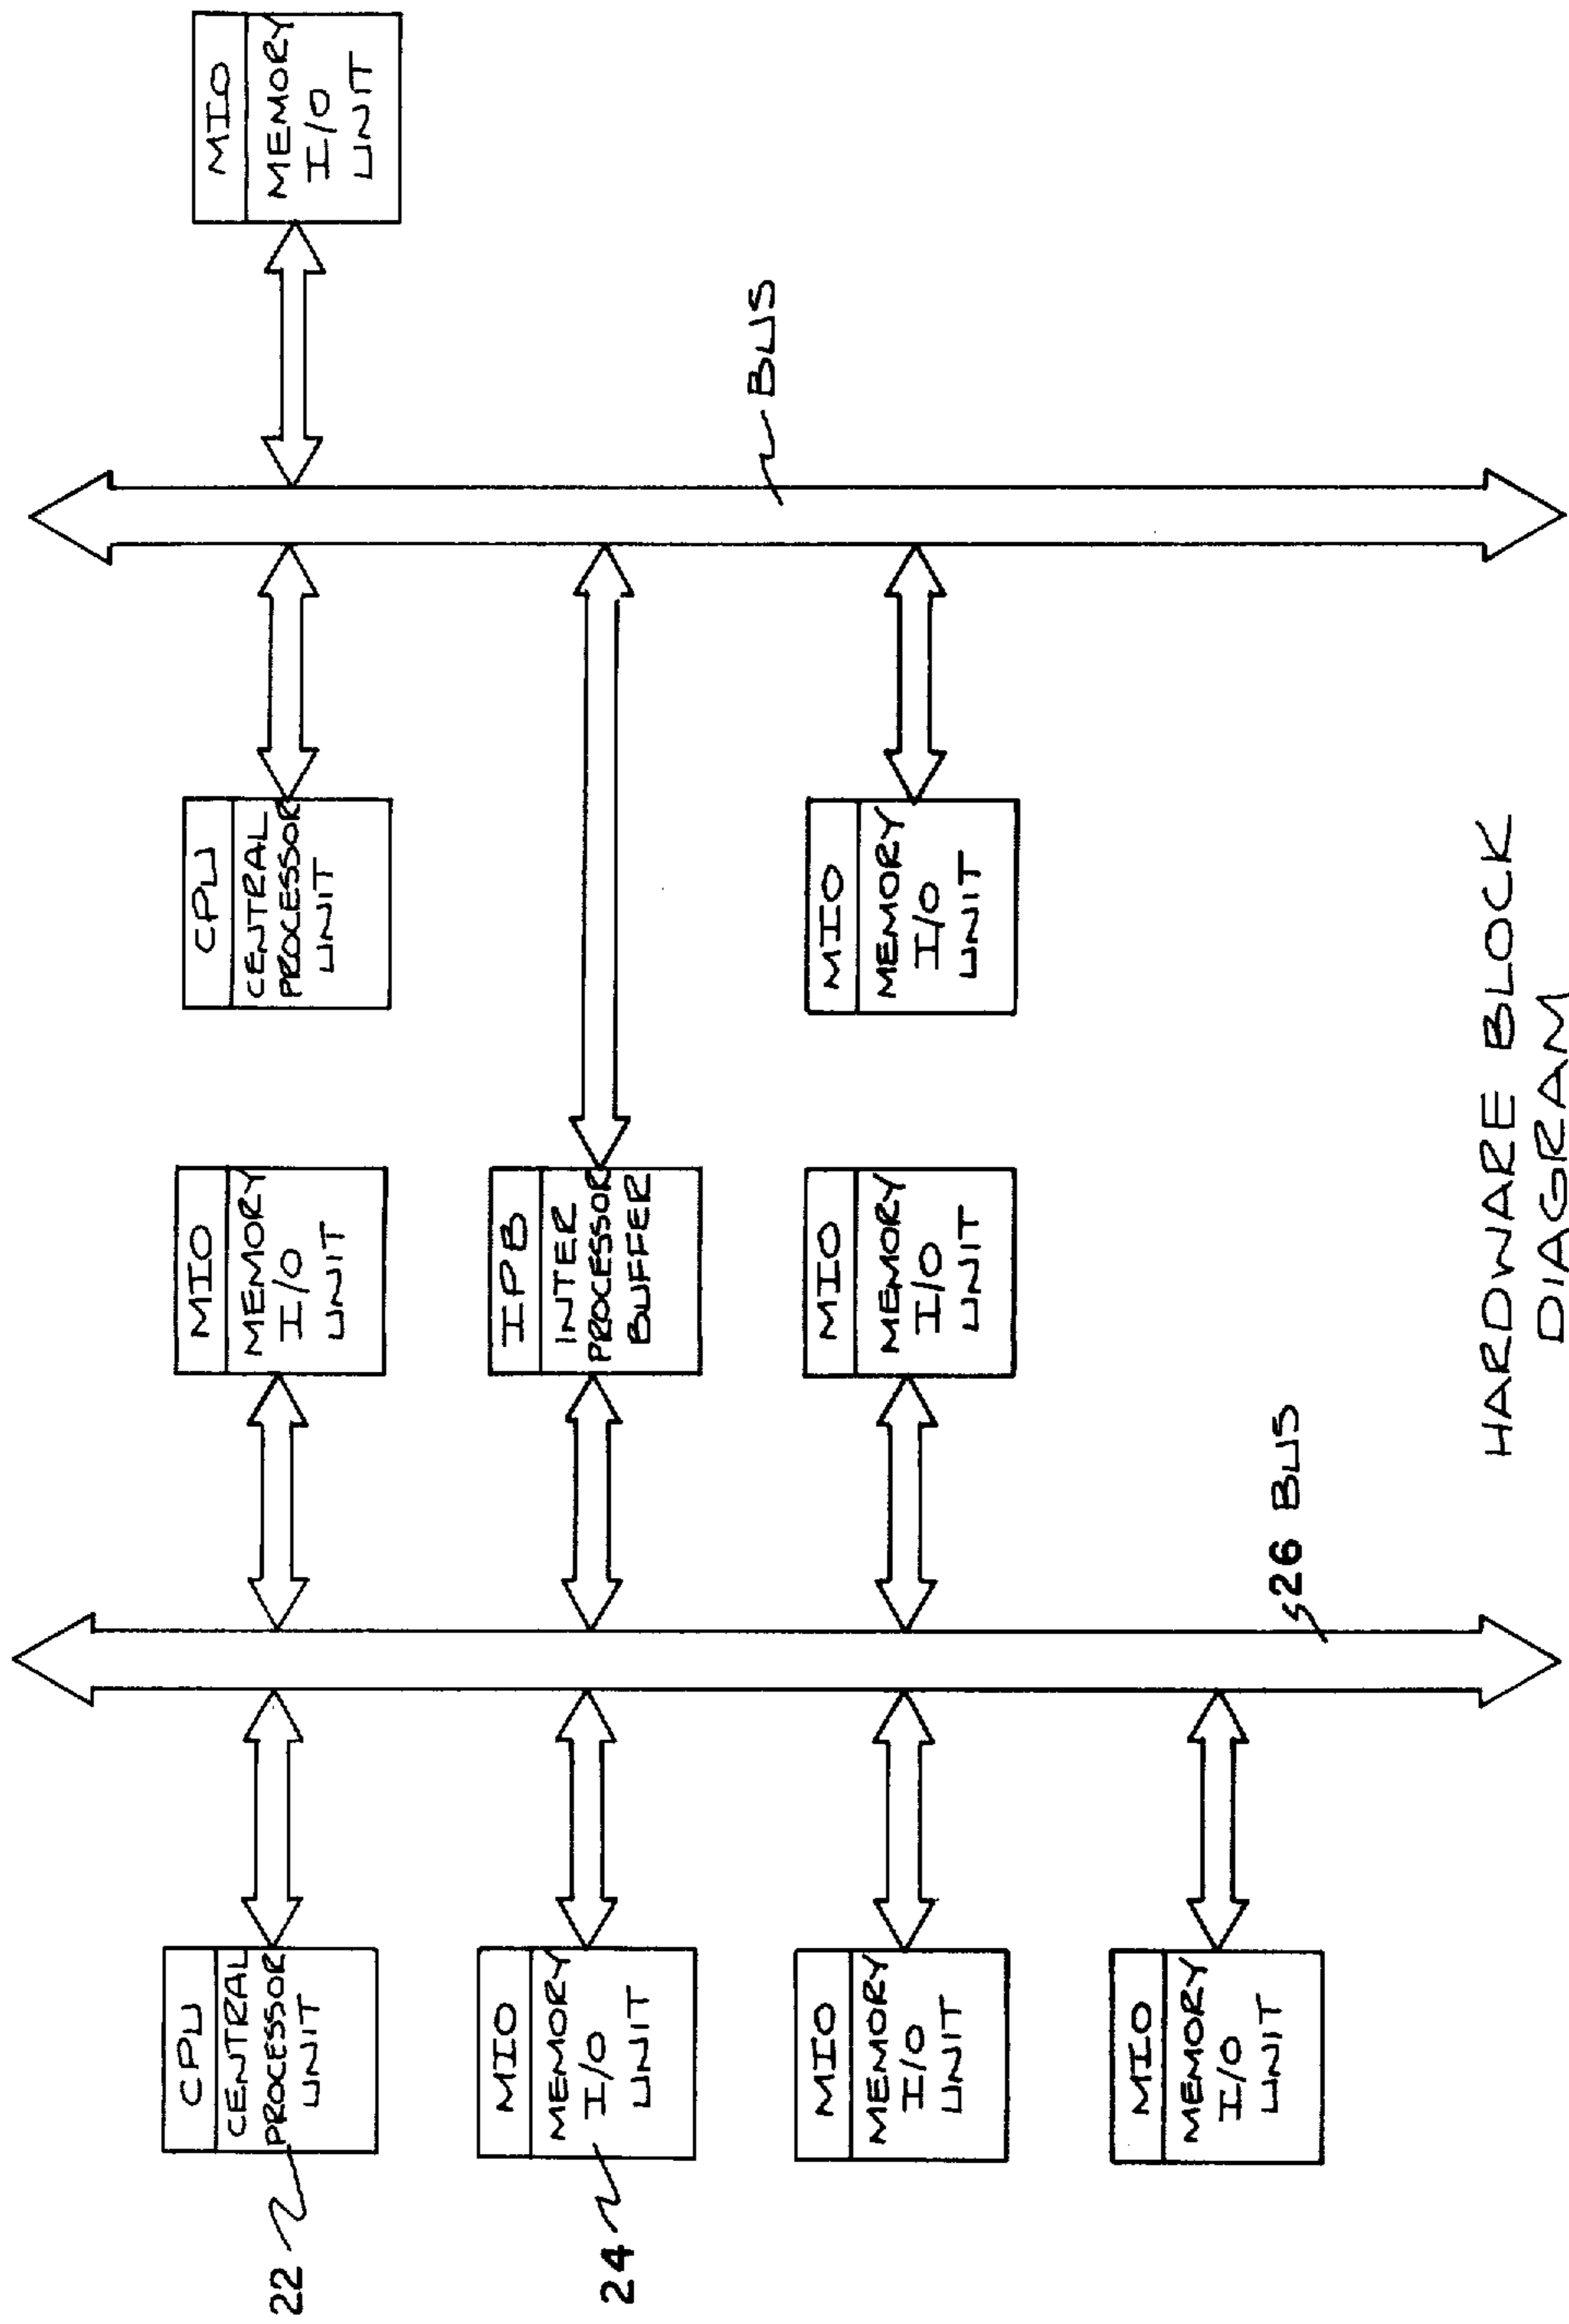 22
CPU
CENTRAL
PROCESSOR
UNIT
24
MIO
MEMORY
I/O
UNIT
MIO
MEMORY
I/O
UNIT
MIO
MEMORY
I/O
UNIT
26 BUS
MIO
MEMORY
I/O
UNIT
IPB
INTER
PROCESSOR
BUFFER
MIO
MEMORY
I/O
UNIT
CPU
CENTRAL
PROCESSOR
UNIT
MIO
MEMORY
I/O
UNIT
BUS
MIO
MEMORY
I/O
UNIT
HARDWARE BLOCK
DIAGRAM